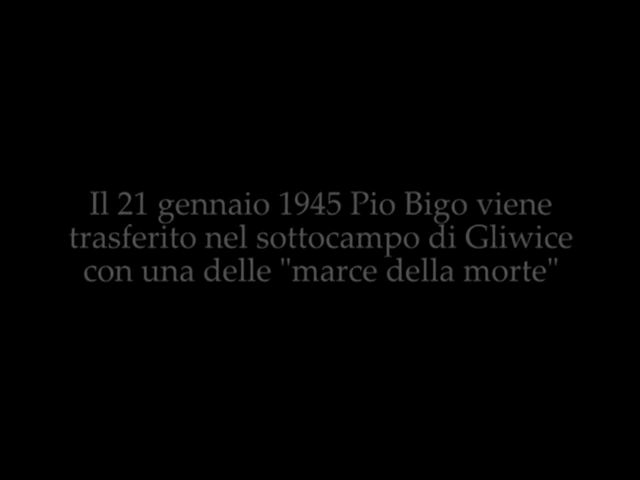 Il 21 gennaio 1945 Pio Bigo viene
trasferito nel sottocampo di Gliwice
con una delle "marce della morte"